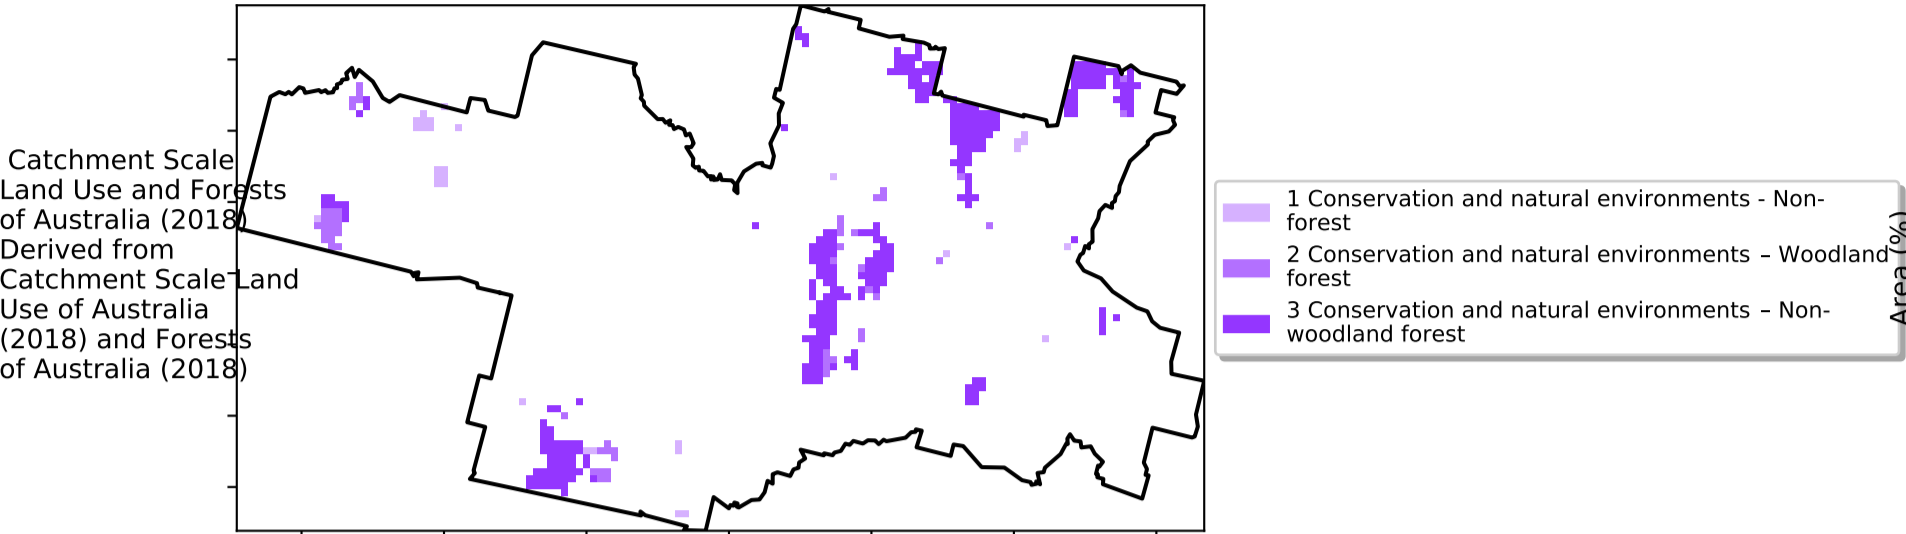 Catchment Scale
Land Use and Forests
of Australia (2018)
Derived from
Catchment Scale Land
Use of Australia
(2018) and Forests
of Australia (2018)
1 Conservation and natural environments - Non-
forest
2 Conservation and natural environments – Woodland
forest
3 Conservation and natural environments – Non-
woodland forest
Area (%)